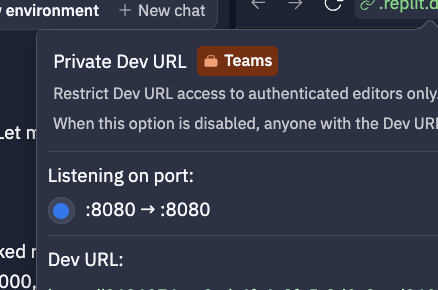 environment + New chat
.replit.d
Private Dev URL Teams
Restrict Dev URL access to authenticated editors only.
When this option is disabled, anyone with the Dev URL
Let m
Listening on port:
:8080 → :8080
ked r
Dev URL:
000,